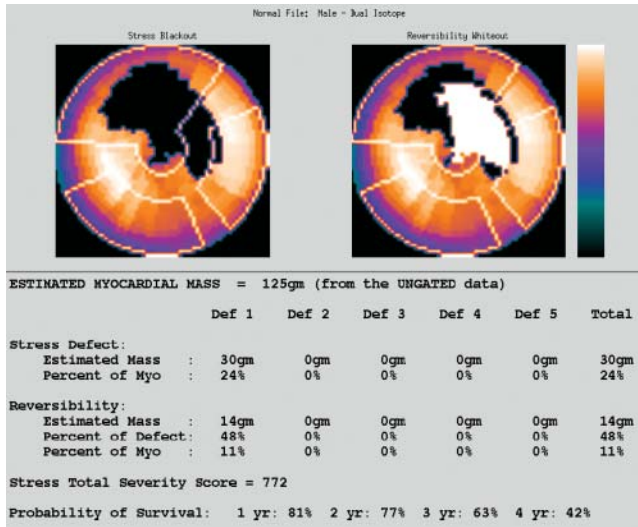 Normal File: Male - Dual Isotope
Stress Blackout
Reversibility Whiteout
ESTIMATED MYOCARDIAL MASS = 125gm (from the UNGATED data)
Def 1 Def 2 Def 3 Def 4 Def 5 Total
Stress Defect:
Estimated Mass : 30gm 0gm 0gm 0gm 0gm 30gm
Percent of Myo : 24% 0% 0% 0% 0% 24%
Reversibility:
Estimated Mass : 14gm 0gm 0gm 0gm 0gm 14gm
Percent of Defect: 48% 0% 0% 0% 0% 48%
Percent of Myo : 11% 0% 0% 0% 0% 11%
Stress Total Severity Score = 772
Probability of Survival: 1 yr: 81% 2 yr: 77% 3 yr: 63% 4 yr: 42%